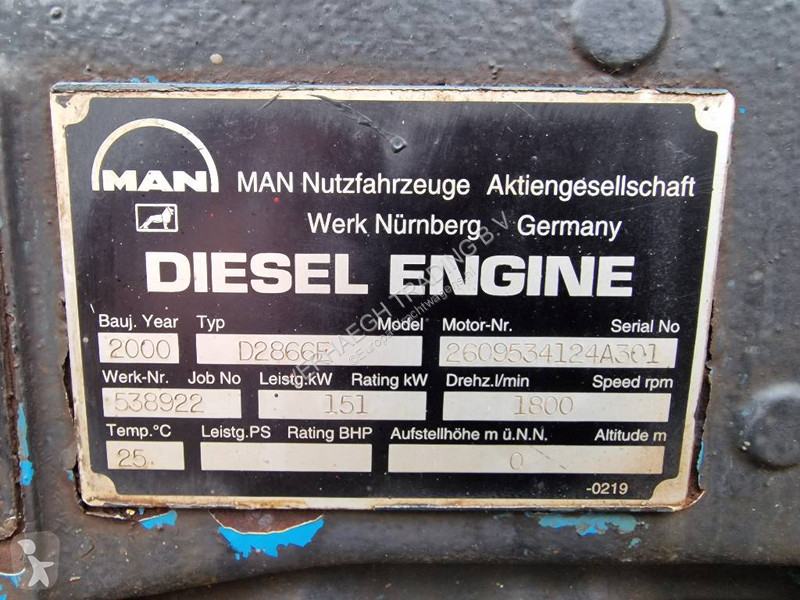 MAN
MAN Nutzfahrzeuge Aktiengesellschaft
Werk Nürnberg Germany
DIESEL ENGINE
Bauj. Year Typ Model Motor-Nr. Serial No
2000 D2866E 2609534124A301
Werk-Nr. Job No Leistg.kW Rating kW Drehz.l/min Speed rpm
538922 151 1800
Temp.°C Leistg.PS Rating BHP Aufstellhöhe m ü.N.N. Altitude m
25 0
-0219
VERHAEGH TRADING B.V.